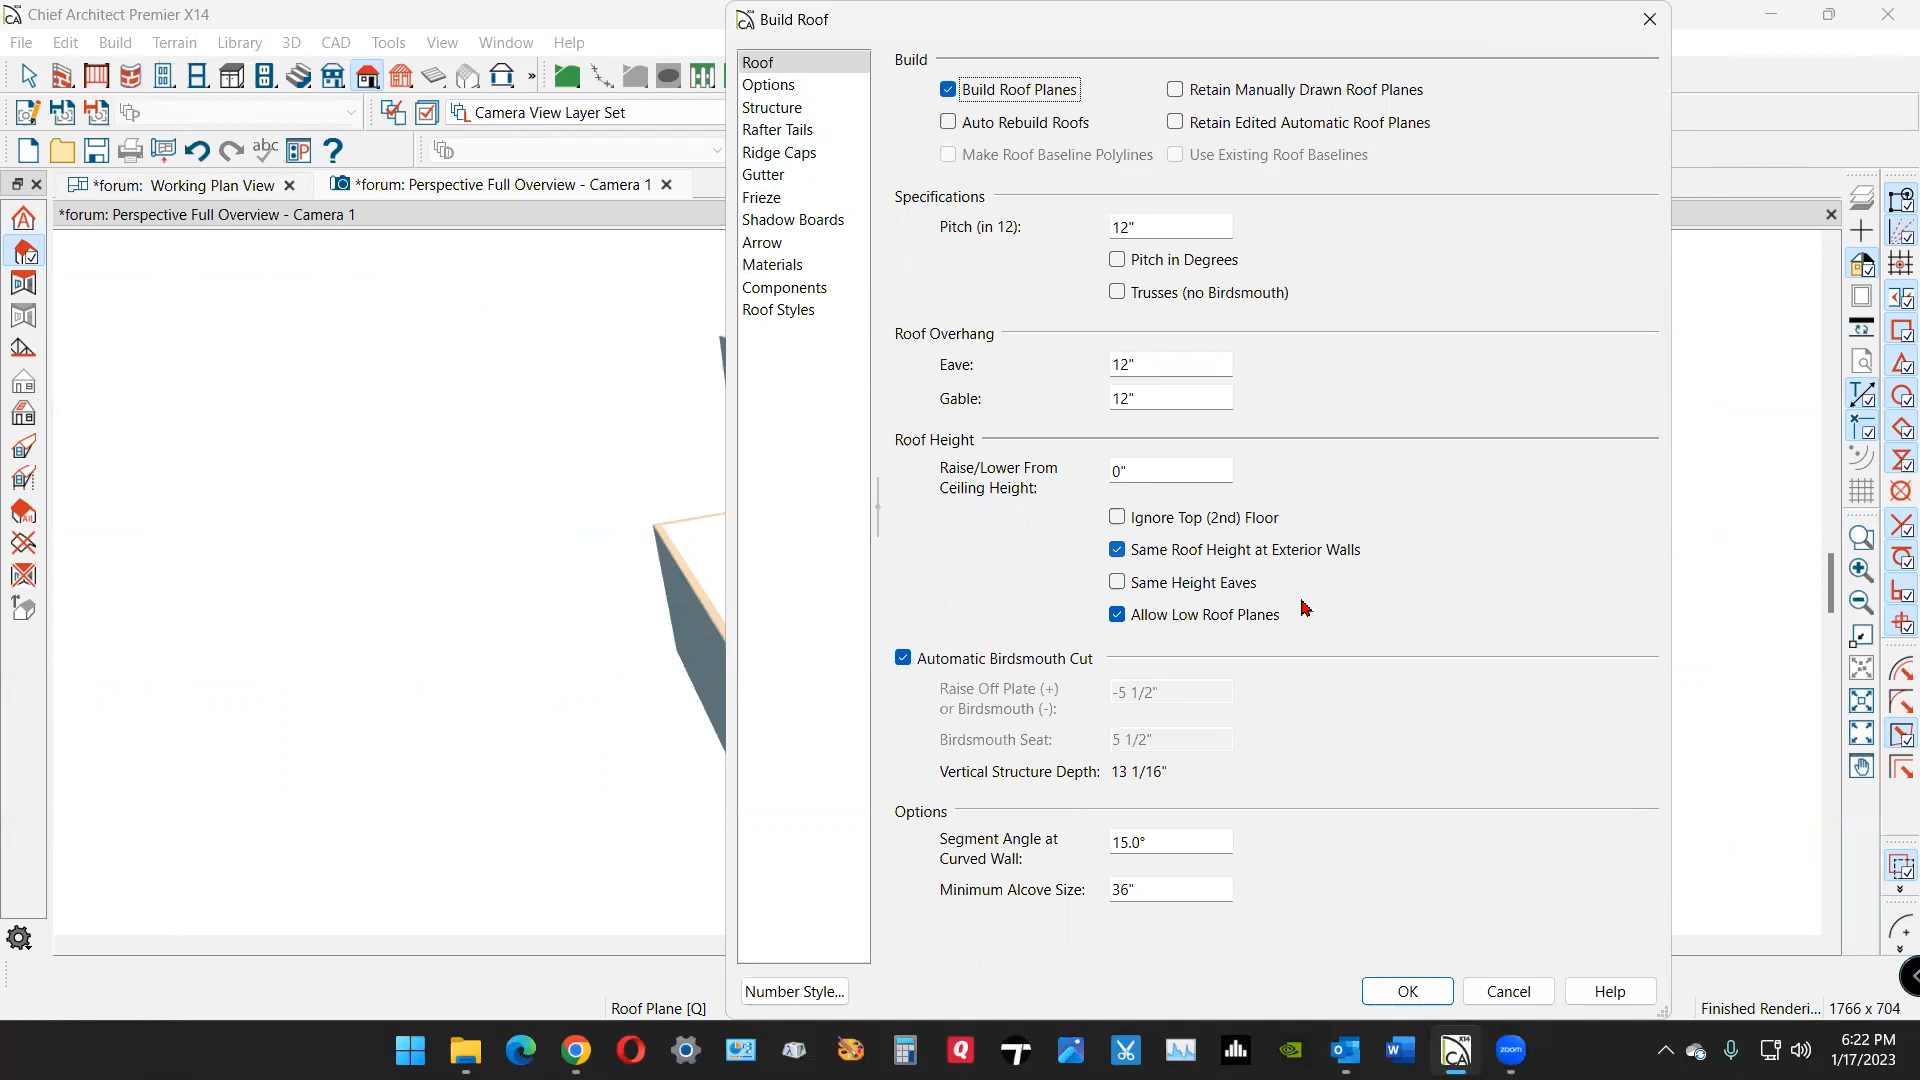 Chief Architect Premier X14
File Edit Build Terrain Library 3D CAD Tools View Window Help
Camera View Layer Set
*forum: Working Plan View
*forum: Perspective Full Overview - Camera 1
*forum: Perspective Full Overview - Camera 1
Build Roof
Roof
Options
Structure
Rafter Tails
Ridge Caps
Gutter
Frieze
Shadow Boards
Arrow
Materials
Components
Roof Styles
Build
Build Roof Planes
Retain Manually Drawn Roof Planes
Auto Rebuild Roofs
Retain Edited Automatic Roof Planes
Make Roof Baseline Polylines
Use Existing Roof Baselines
Specifications
Pitch (in 12): 12"
Pitch in Degrees
Trusses (no Birdsmouth)
Roof Overhang
Eave: 12"
Gable: 12"
Roof Height
Raise/Lower From
Ceiling Height: 0"
Ignore Top (2nd) Floor
Same Roof Height at Exterior Walls
Same Height Eaves
Allow Low Roof Planes
Automatic Birdsmouth Cut
Raise Off Plate (+)
or Birdsmouth (-): -5 1/2"
Birdsmouth Seat: 5 1/2"
Vertical Structure Depth: 13 1/16"
Options
Segment Angle at
Curved Wall: 15.0°
Minimum Alcove Size: 36"
Number Style...
OK
Cancel
Help
Roof Plane [Q]
Finished Renderi... 1766 x 704
zoom
6:22 PM
1/17/2023